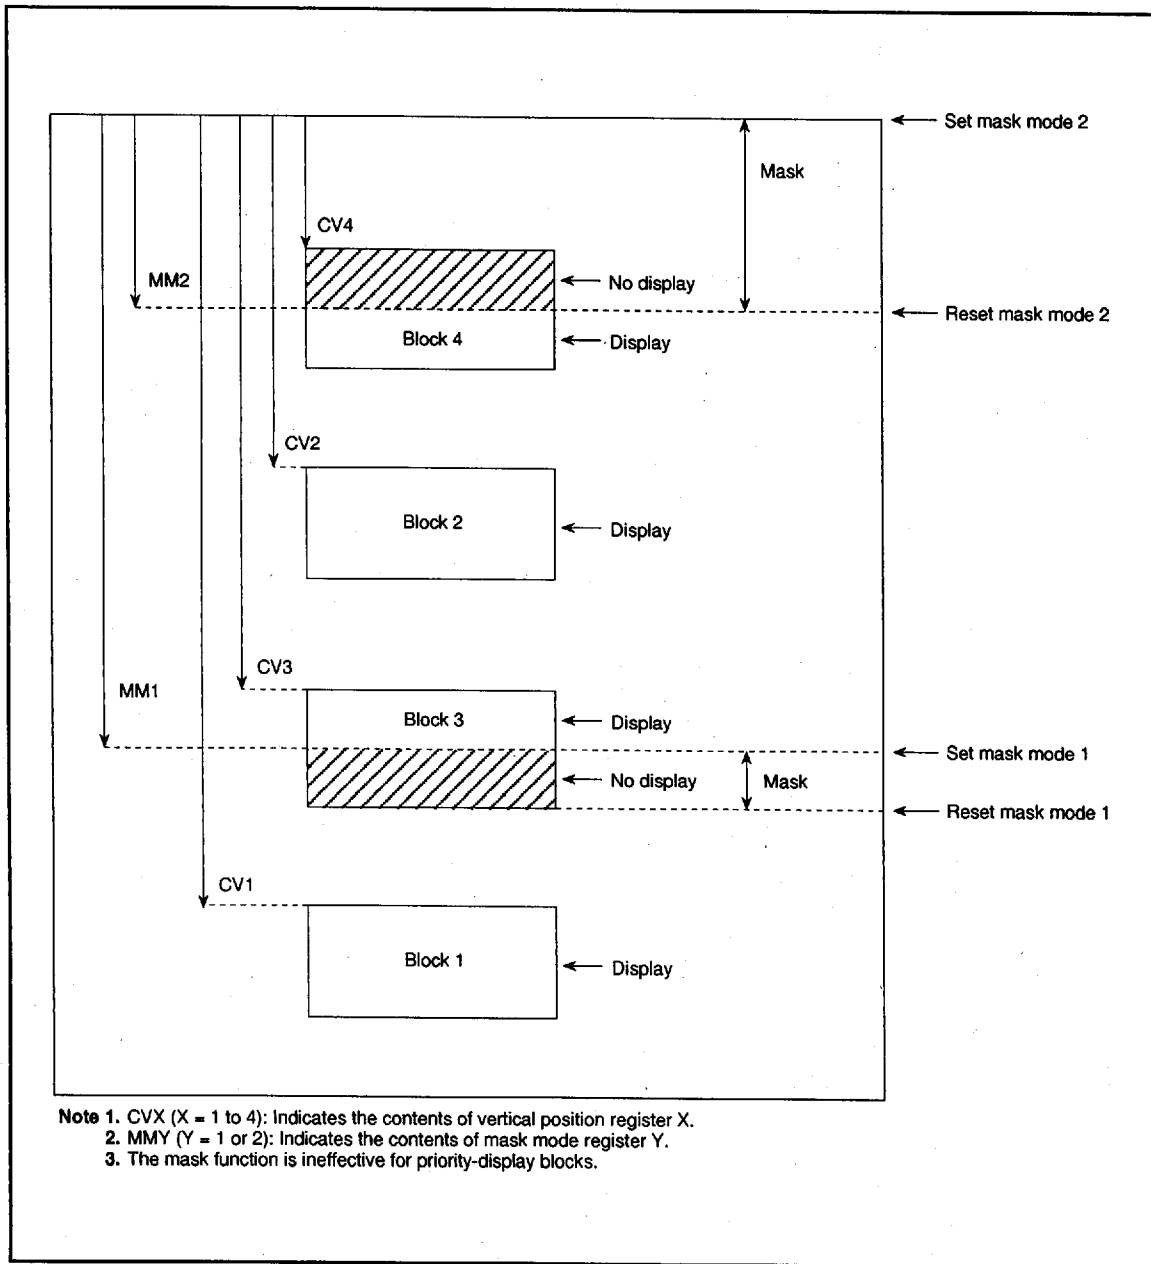 Set mask mode 2
Mask
CV4
MM2
No display
Reset mask mode 2
Block 4
Display
CV2
Block 2
Display
CV3
MM1
Block 3
Display
Set mask mode 1
No display
Mask
Reset mask mode 1
CV1
Block 1
Display
Note 1. CVX (X = 1 to 4): Indicates the contents of vertical position register X.
2. MMY (Y = 1 or 2): Indicates the contents of mask mode register Y.
3. The mask function is ineffective for priority-display blocks.